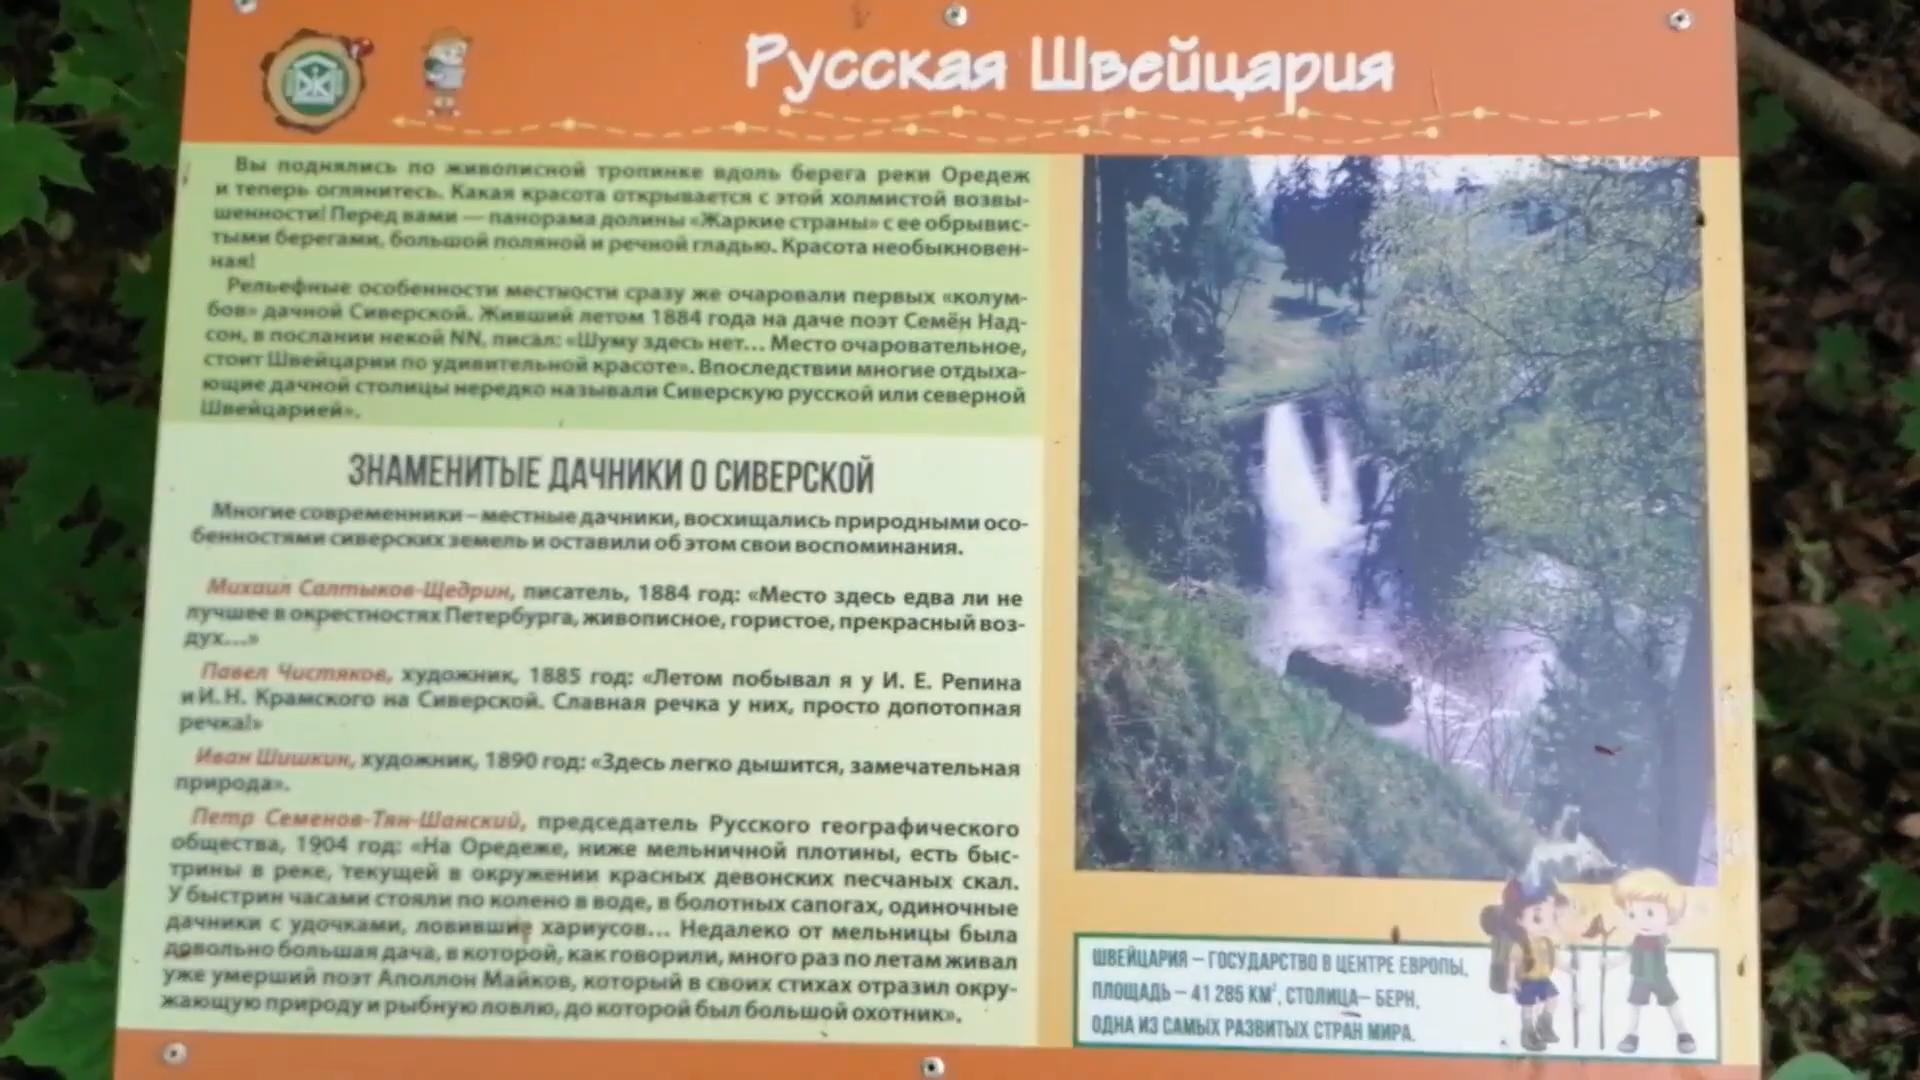 Русская Швейцария
Вы поднялись по живописной тропинке вдоль берега реки Оредеж
и теперь оглянитесь. Какая красота открывается с этой холмистой возвы-
шенности! Перед вами — панорама долины «Жаркие страны» с ее обрывис-
тыми берегами, большой поляной и речной гладью. Красота необыкновен-
ная!
Рельефные особенности местности сразу же очаровали первых «колум-
бов» дачной Сиверской. Живший летом 1884 года на даче поэт Семён Над-
сон, в послании некой NN, писал: «Шуму здесь нет... Место очаровательное,
стоит Швейцарии по удивительной красоте». Впоследствии многие отдыха-
ющие дачной столицы нередко называли Сиверскую русской или северной
Швейцарией».
ЗНАМЕНИТЫЕ ДАЧНИКИ О СИВЕРСКОЙ
Многие современники – местные дачники, восхищались природными осо-
бенностями сиверских земель и оставили об этом свои воспоминания.
Михаил Салтыков-Щедрин, писатель, 1884 год: «Место здесь едва ли не
лучшее в окрестностях Петербурга, живописное, гористое, прекрасный воз-
дух...»
Павел Чистяков, художник, 1885 год: «Летом побывал я у И. Е. Репина
и И. Н. Крамского на Сиверской. Славная речка у них, просто допотопная
речка!»
Иван Шишкин, художник, 1890 год: «Здесь легко дышится, замечательная
природа».
Петр Семенов-Тян-Шанский, председатель Русского географического
общества, 1904 год: «На Оредеже, ниже мельничной плотины, есть быс-
трины в реке, текущей в окружении красных девонских песчаных скал.
У быстрин часами стояли по колено в воде, в болотных сапогах, одиночные
дачники с удочками, ловившие хариусов... Недалеко от мельницы была
довольно большая дача, в которой, как говорили, много раз по летам живал
уже умерший поэт Аполлон Майков, который в своих стихах отразил окру-
жающую природу и рыбную ловлю, до которой был большой охотник».
ШВЕЙЦАРИЯ – ГОСУДАРСТВО В ЦЕНТРЕ ЕВРОПЫ,
ПЛОЩАДЬ – 41 285 КМ², СТОЛИЦА– БЕРН,
ОДНА ИЗ САМЫХ РАЗВИТЫХ СТРАН МИРА.